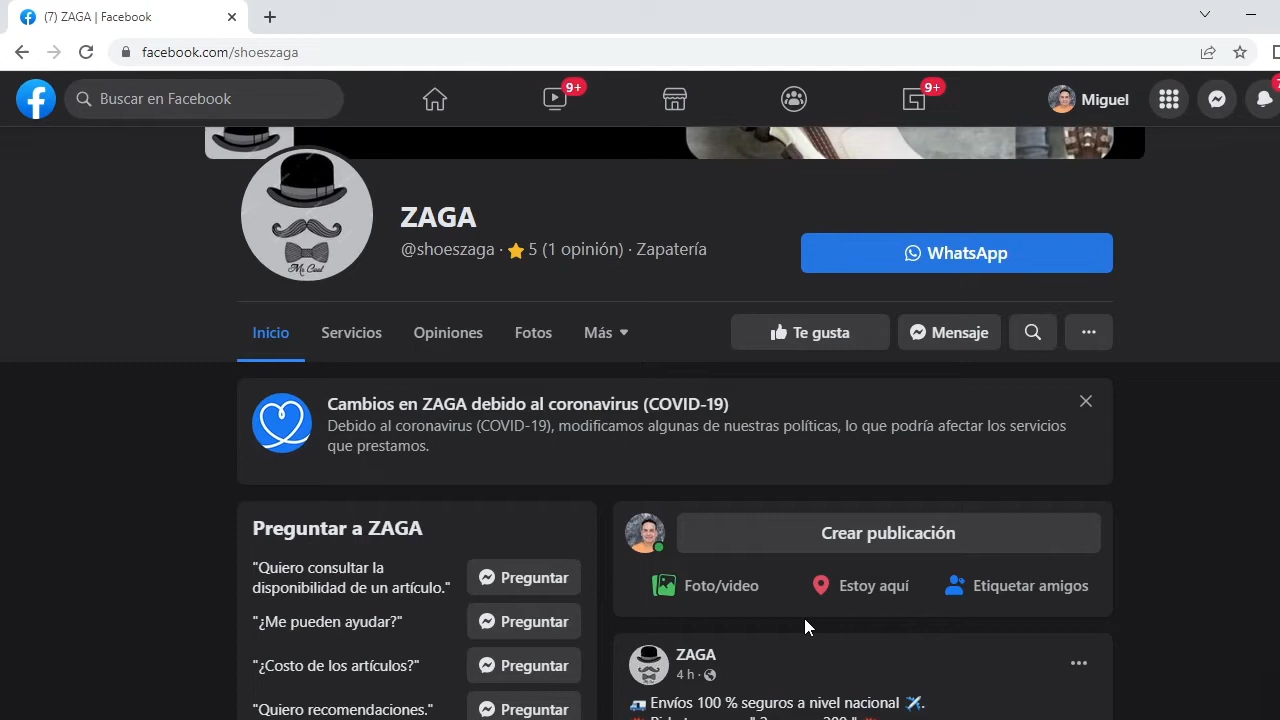 (7) ZAGA | Facebook
facebook.com/shoeszaga
Buscar en Facebook
9+
9+
Miguel
ZAGA
@shoeszaga · 5 (1 opinión) · Zapatería
WhatsApp
Mr Cool
Inicio
Servicios
Opiniones
Fotos
Más
Te gusta
Mensaje
Cambios en ZAGA debido al coronavirus (COVID-19)
Debido al coronavirus (COVID-19), modificamos algunas de nuestras políticas, lo que podría afectar los servicios
que prestamos.
Preguntar a ZAGA
"Quiero consultar la
disponibilidad de un artículo."
Preguntar
"¿Me pueden ayudar?"
Preguntar
"¿Costo de los artículos?"
Preguntar
"Quiero recomendaciones."
Preguntar
Crear publicación
Foto/video
Estoy aquí
Etiquetar amigos
ZAGA
4 h ·
Envíos 100 % seguros a nivel nacional